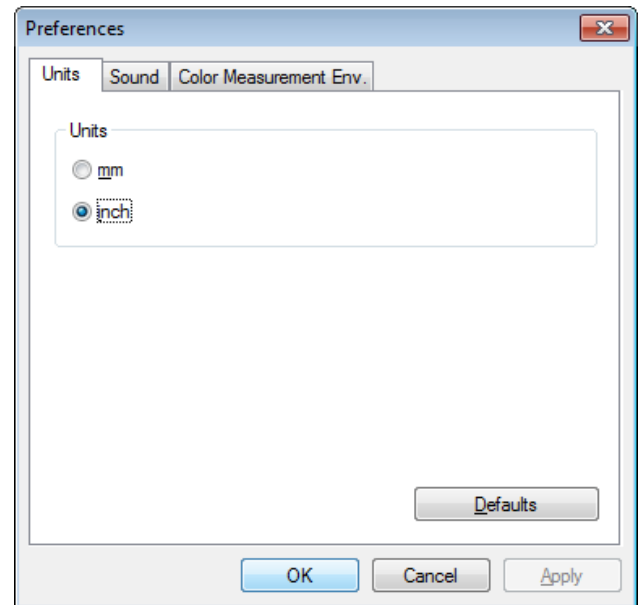 Preferences
Units Sound Color Measurement Env.
Units
mm
inch
Defaults
OK Cancel Apply